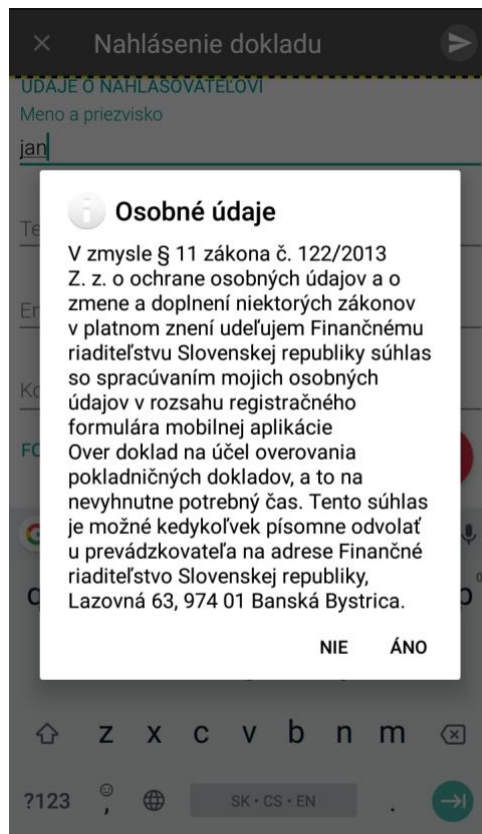 Nahlásenie dokladu
ÚDAJE O NAHLASOVATEĽOVI
Meno a priezvisko
jan
Te
Osobné údaje
V zmysle § 11 zákona č. 122/2013
Z. z. o ochrane osobných údajov a o
zmene a doplnení niektorých zákonov
v platnom znení udeľujem Finančnému
riaditeľstvu Slovenskej republiky súhlas
so spracúvaním mojich osobných
údajov v rozsahu registračného
formulára mobilnej aplikácie
Over doklad na účel overovania
pokladničných dokladov, a to na
nevyhnutne potrebný čas. Tento súhlas
je možné kedykoľvek písomne odvolať
u prevádzkovateľa na adrese Finančné
riaditeľstvo Slovenskej republiky,
Lazovná 63, 974 01 Banská Bystrica.
NIE ÁNO
z x c v b n m
?123 , SK • CS • EN .